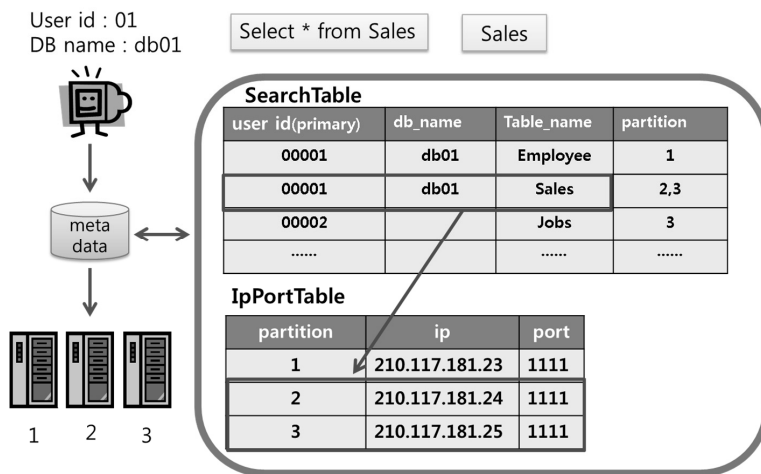 User id : 01
DB name : db01
Select * from Sales
Sales
SearchTable
user id(primary) db_name Table_name partition
00001 db01 Employee 1
00001 db01 Sales 2,3
00002 Jobs 3
...... ...... ......
meta
data
IpPortTable
partition ip port
1 210.117.181.23 1111
2 210.117.181.24 1111
3 210.117.181.25 1111
1 2 3